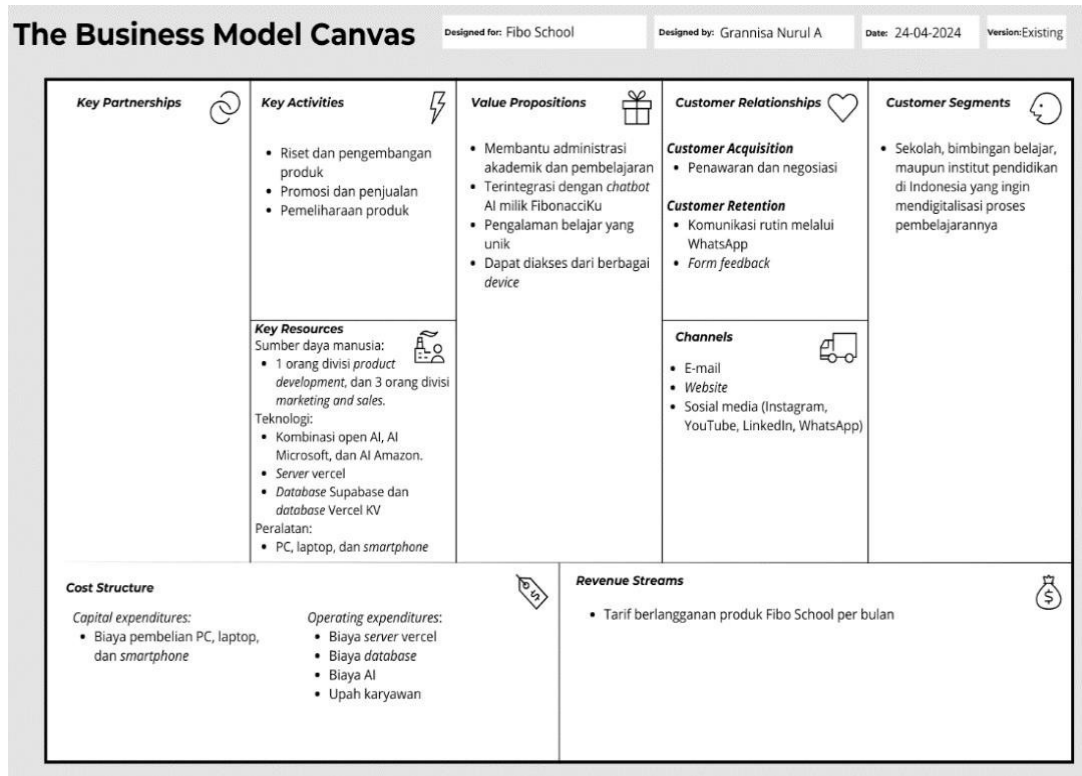 The Business Model Canvas
Designed for: Fibo School
Designed by: Grannisa Nurul A
Date: 24-04-2024
Version:Existing
Key Partnerships
Key Activities
• Riset dan pengembangan
produk
• Promosi dan penjualan
• Pemeliharaan produk
Key Resources
Sumber daya manusia:
• 1 orang divisi product
development, dan 3 orang divisi
marketing and sales.
Teknologi:
• Kombinasi open AI, AI
Microsoft, dan AI Amazon.
• Server vercel
• Database Supabase dan
database Vercel KV
Peralatan:
• PC, laptop, dan smartphone
Value Propositions
• Membantu administrasi
akademik dan pembelajaran
• Terintegrasi dengan chatbot
AI milik FibonacciKu
• Pengalaman belajar yang
unik
• Dapat diakses dari berbagai
device
Customer Relationships
Customer Acquisition
• Penawaran dan negosiasi
Customer Retention
• Komunikasi rutin melalui
WhatsApp
• Form feedback
Channels
• E-mail
• Website
• Sosial media (Instagram,
YouTube, LinkedIn, WhatsApp)
Customer Segments
• Sekolah, bimbingan belajar,
maupun institut pendidikan
di Indonesia yang ingin
mendigitalisasi proses
pembelajarannya
Cost Structure
Capital expenditures:
• Biaya pembelian PC, laptop,
dan smartphone
Operating expenditures:
• Biaya server vercel
• Biaya database
• Biaya AI
• Upah karyawan
Revenue Streams
• Tarif berlangganan produk Fibo School per bulan